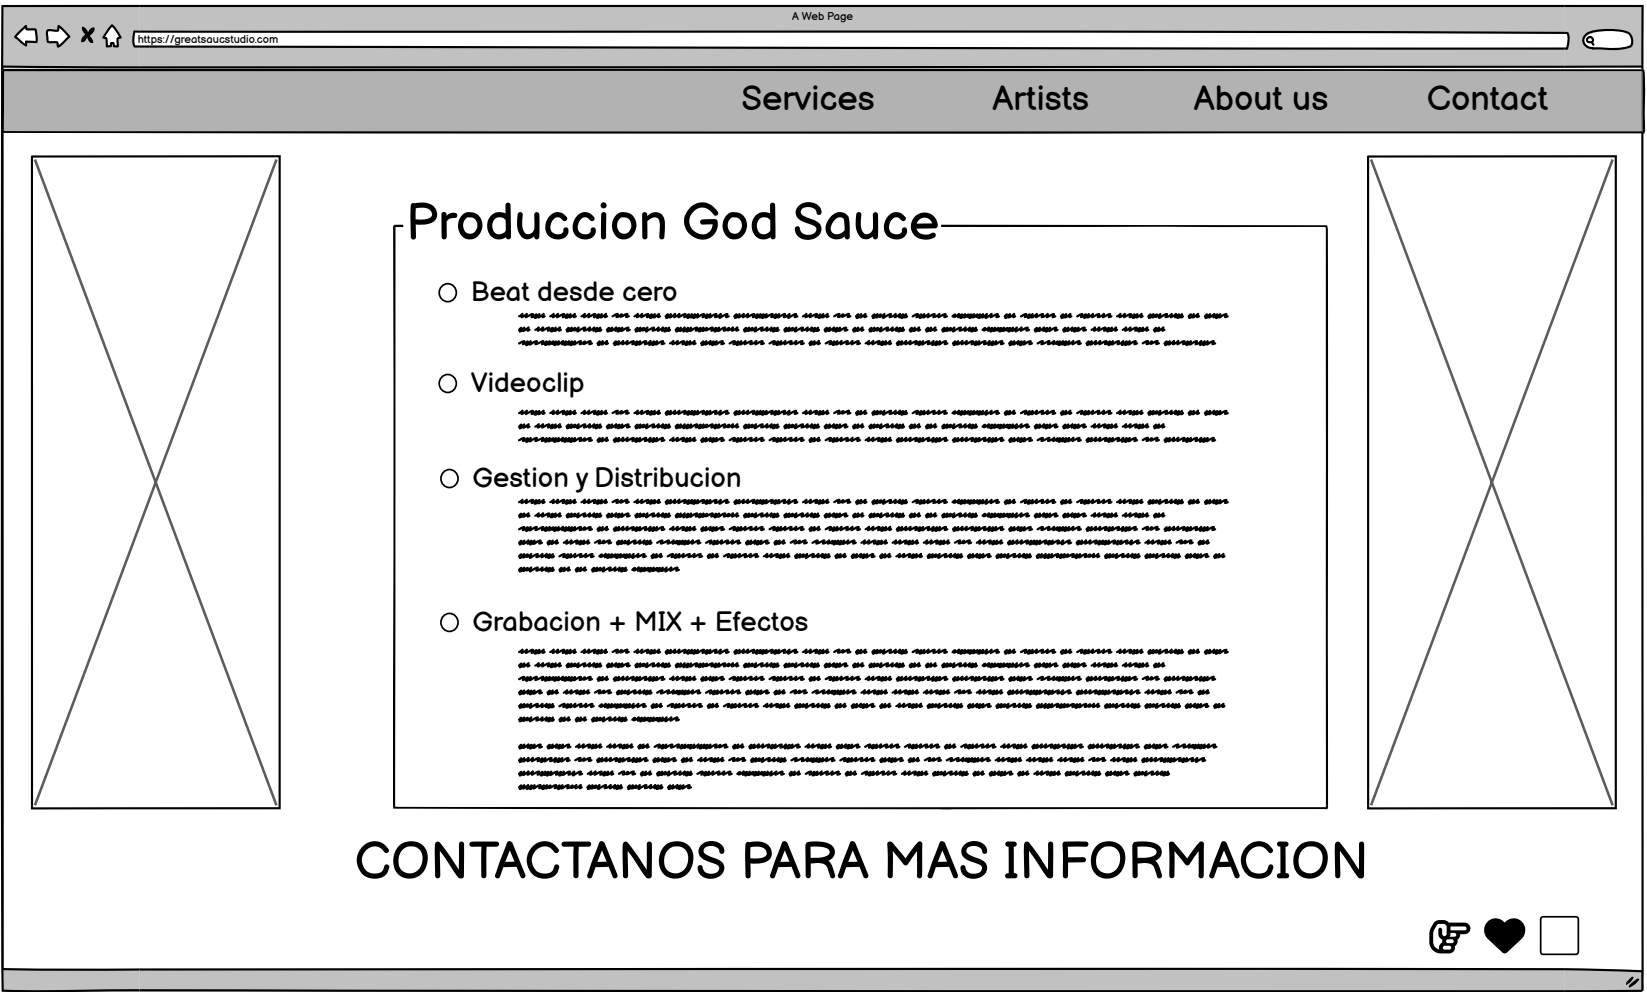 A Web Page
https://greatsaucstudio.com
Services Artists About us Contact
Produccion God Sauce
Beat desde cero
Videoclip
Gestion y Distribucion
Grabacion + MIX + Efectos
CONTACTANOS PARA MAS INFORMACION